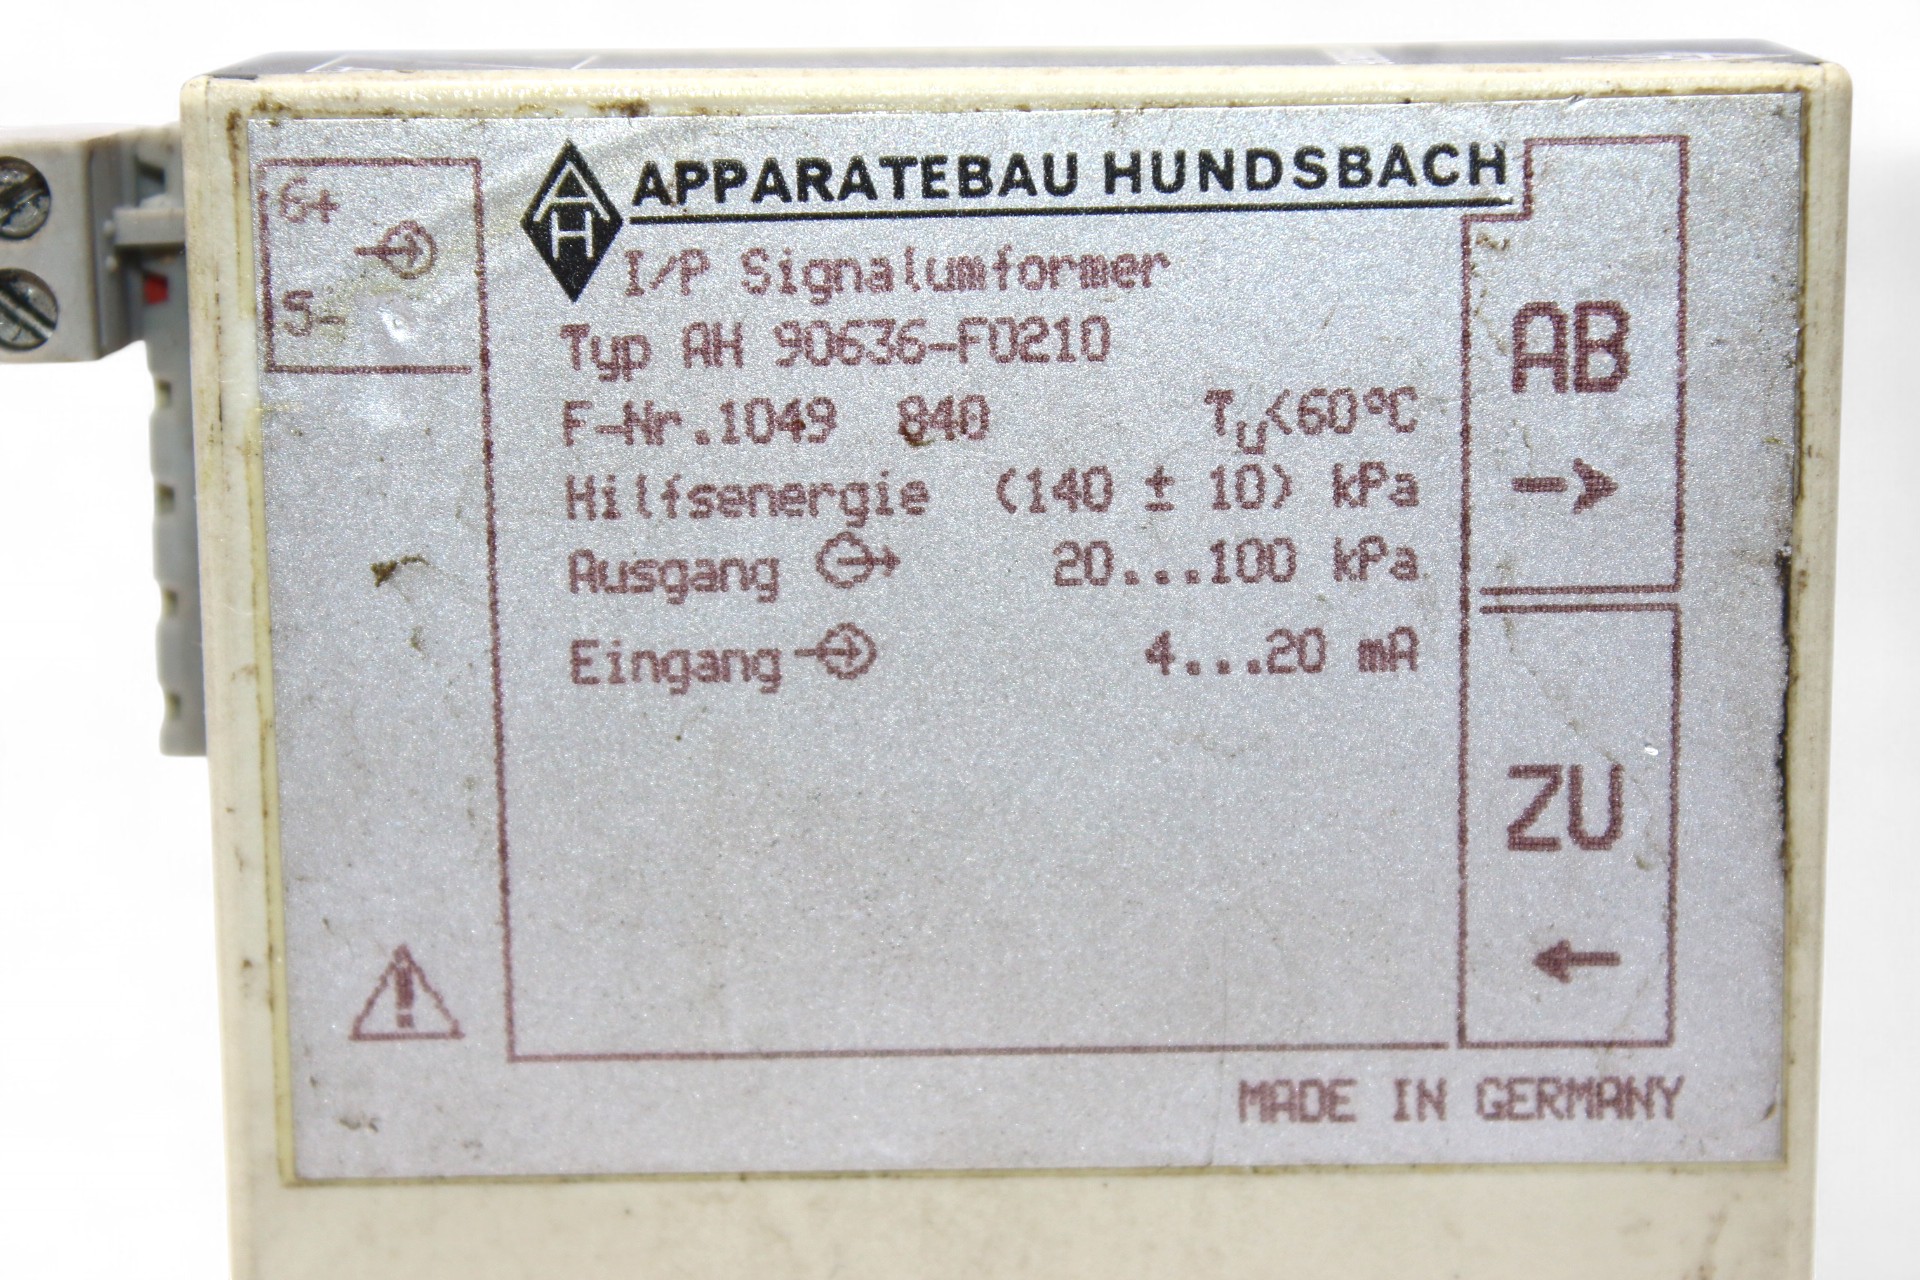 APPARATEBAU HUNDSBACH
AH
6+
5-
I/P Signalumformer
Typ AH 90636-F0210
F-Nr.1049 840 Tu<60°C
Hilfsenergie (140 ± 10) kPa
Ausgang 20...100 kPa
Eingang 4...20 mA
AB
ZU
MADE IN GERMANY